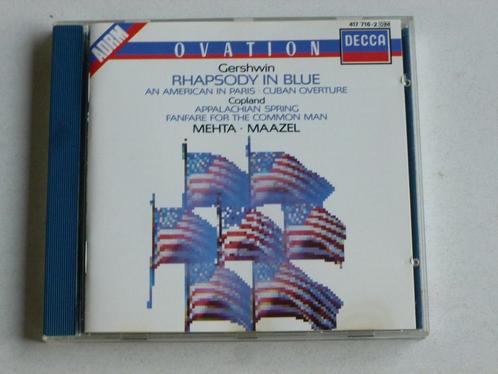 ADRM
OVATION
417 716-2 DM
DECCA
Gershwin
RHAPSODY IN BLUE
AN AMERICAN IN PARIS · CUBAN OVERTURE
Copland
APPALACHIAN SPRING
FANFARE FOR THE COMMON MAN
MEHTA · MAAZEL